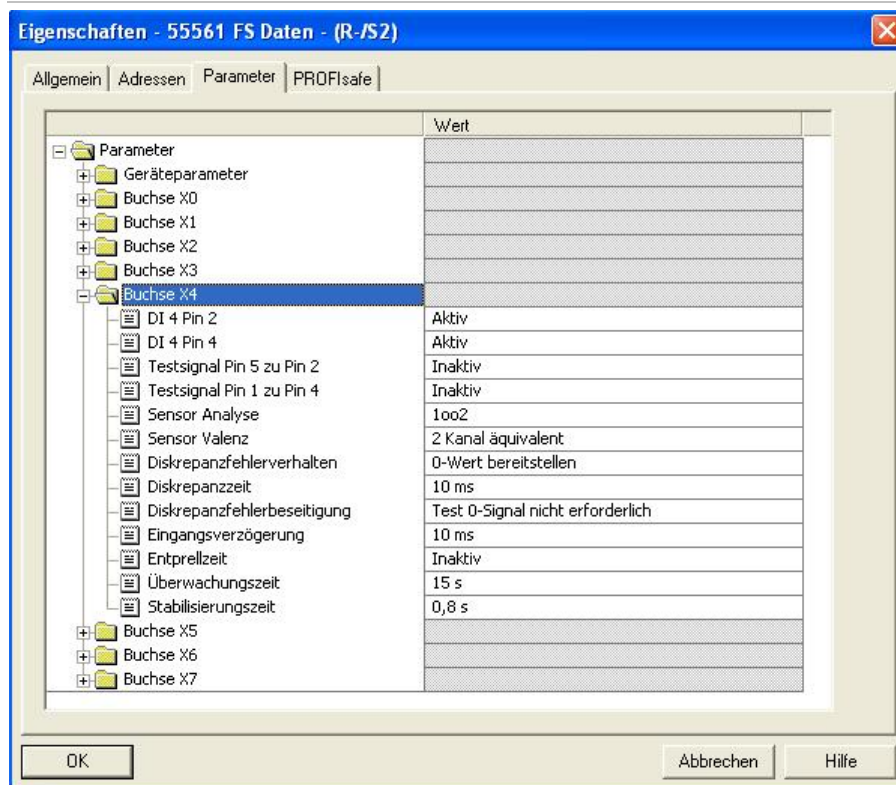 Eigenschaften - 55561 FS Daten - (R-/S2)
Allgemein Adressen Parameter PROFIsafe
Wert
Parameter
Geräteparameter
Buchse X0
Buchse X1
Buchse X2
Buchse X3
Buchse X4
DI 4 Pin 2 Aktiv
DI 4 Pin 4 Aktiv
Testsignal Pin 5 zu Pin 2 Inaktiv
Testsignal Pin 1 zu Pin 4 Inaktiv
Sensor Analyse 1oo2
Sensor Valenz 2 Kanal äquivalent
Diskrepanzfehlerverhalten 0-Wert bereitstellen
Diskrepanzzeit 10 ms
Diskrepanzfehlerbeseitigung Test 0-Signal nicht erforderlich
Eingangsverzögerung 10 ms
Entprellzeit Inaktiv
Überwachungszeit 15 s
Stabilisierungszeit 0,8 s
Buchse X5
Buchse X6
Buchse X7
OK Abbrechen Hilfe